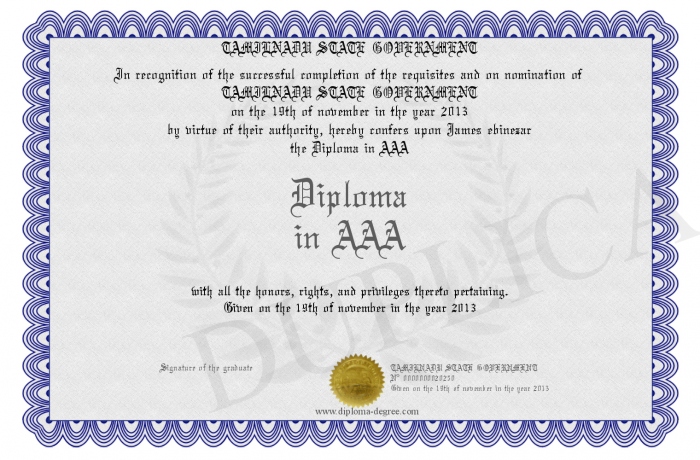 TAMILNADU STATE GOVERNMENT
In recognition of the successful completion of the requisites and on nomination of
TAMILNADU STATE GOVERNMENT
on the 19th of november in the year 2013
by virtue of their authority, hereby confers upon James ebinesar
the Diploma in AAA
Diploma
in AAA
with all the honors, rights, and privileges thereto pertaining.
Given on the 19th of november in the year 2013
DUPLICA
Signature of the graduate
TAMILNADU STATE GOVERNMENT
N° 0000000020250
Given on the 19th of november in the year 2013
www.diploma-degree.com